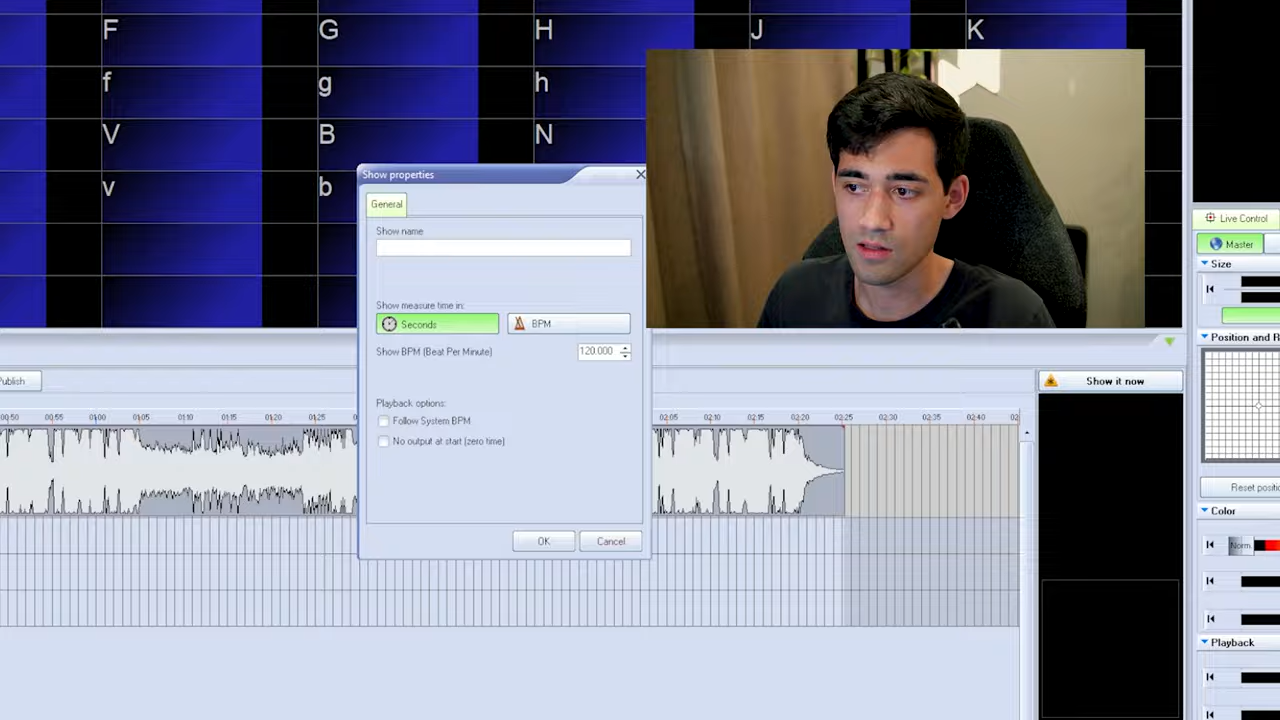 F G H J K
f g h
V B N
v b
Show properties
General
Show name
Show measure time in:
Seconds BPM
Show BPM (Beat Per Minute) 120.000
Playback options:
Follow System BPM
No output at start (zero time)
OK Cancel
Publish
00:50 00:55 01:00 01:05 01:10 01:15 01:20 01:25 02:05 02:10 02:15 02:20 02:25 02:30 02:35 02:40
Show it now
Live Control
Master
Size
Position and R
Reset positio
Color
Norm.
Playback